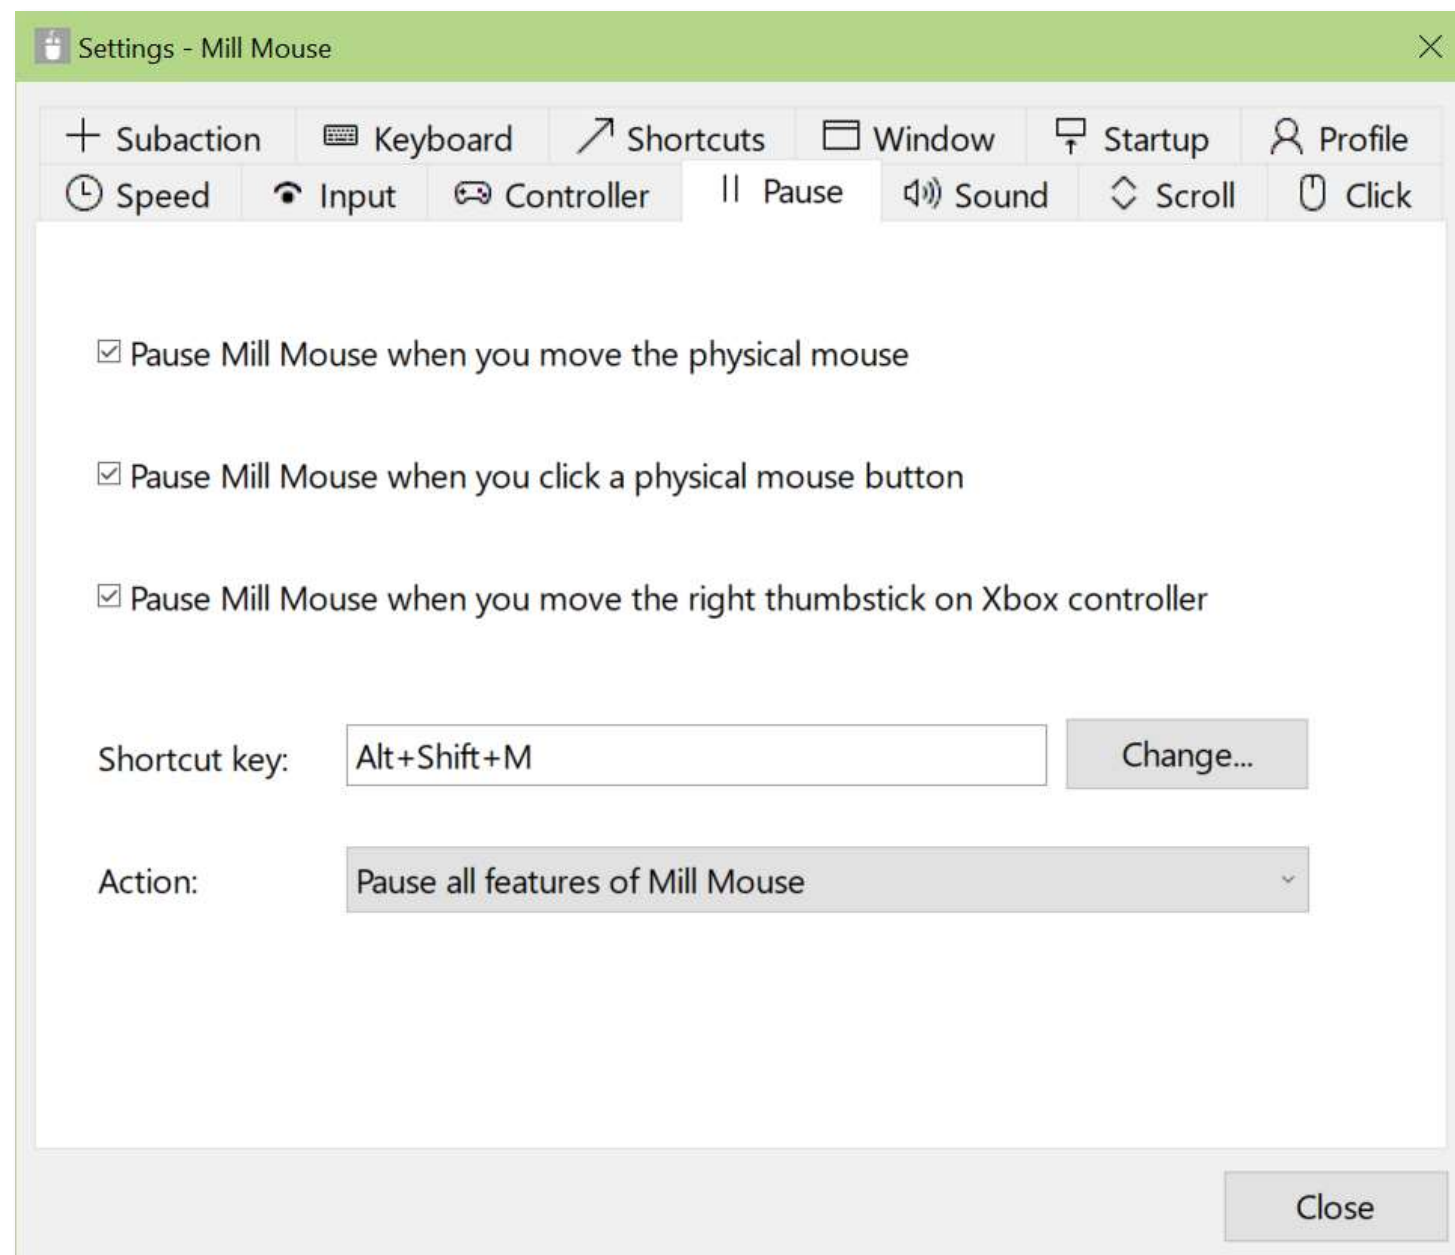 Settings - Mill Mouse
Subaction Keyboard Shortcuts Window Startup Profile
Speed Input Controller Pause Sound Scroll Click
Pause Mill Mouse when you move the physical mouse
Pause Mill Mouse when you click a physical mouse button
Pause Mill Mouse when you move the right thumbstick on Xbox controller
Shortcut key: Alt+Shift+M Change...
Action: Pause all features of Mill Mouse
Close